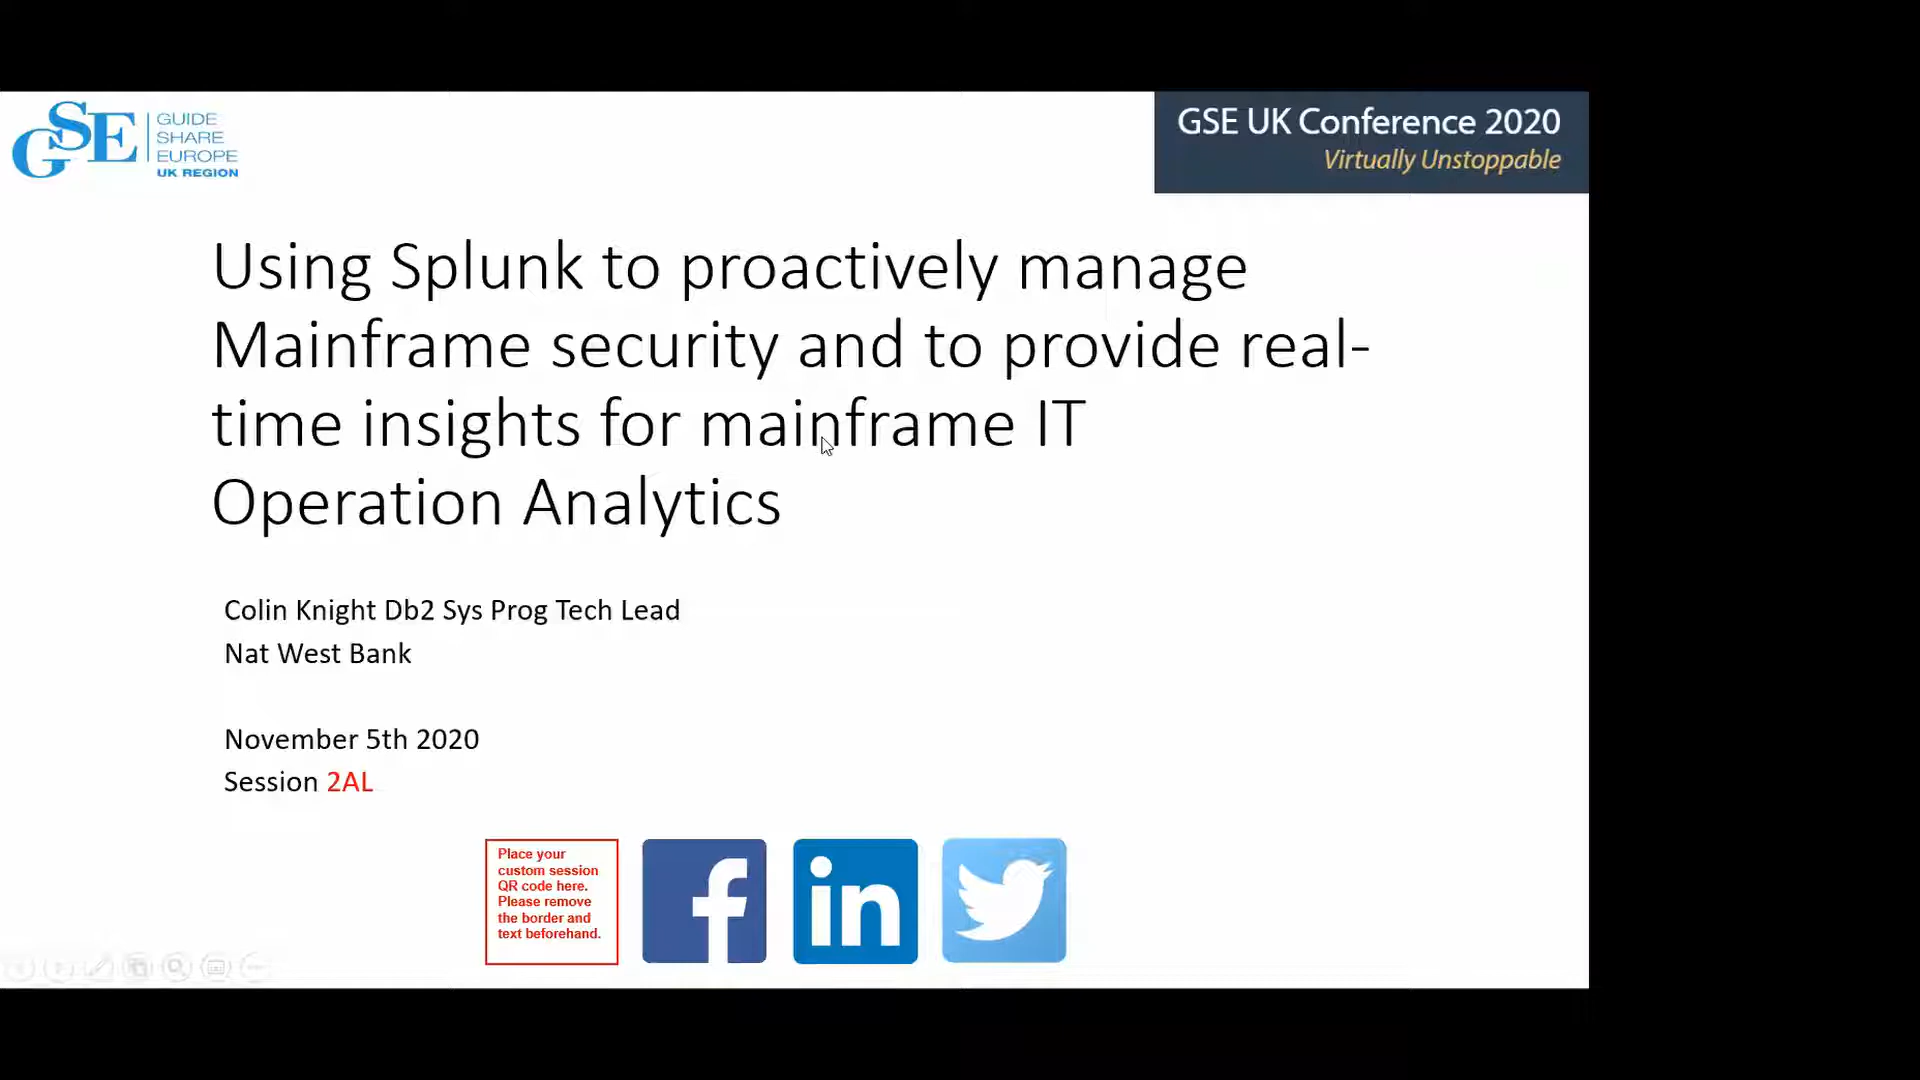 GSE
GUIDE
SHARE
EUROPE
UK REGION
GSE UK Conference 2020
Virtually Unstoppable
Using Splunk to proactively manage
Mainframe security and to provide real-
time insights for mainframe IT
Operation Analytics
Colin Knight Db2 Sys Prog Tech Lead
Nat West Bank
November 5th 2020
Session 2AL
Place your
custom session
QR code here.
Please remove
the border and
text beforehand.
f
in